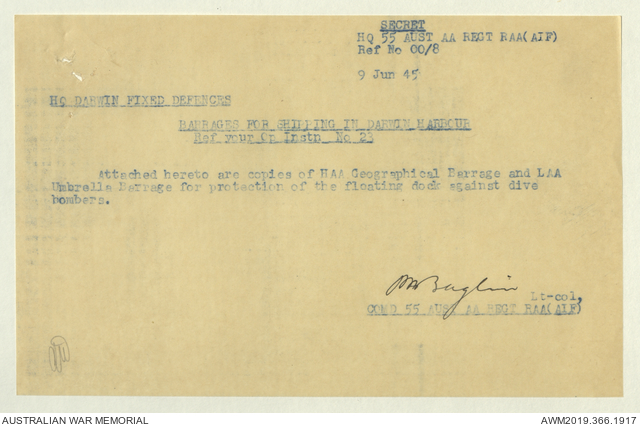 SECRET
HQ 55 AUST AA REGT RAA(AIF)
Ref No 00/8
9 Jun 45
HQ DARWIN FIXED DEFENCES
BARRAGES FOR SHIPPING IN DARWIN HARBOUR
Ref your Op Instn No 23
Attached hereto are copies of HAA Geographical Barrage and LAA
Umbrella Barrage for protection of the floating dock against dive
bombers.
Baglin
Lt-col,
COMD 55 AUST AA REGT RAA(AIF)
AUSTRALIAN WAR MEMORIAL
AWM2019.366.1917